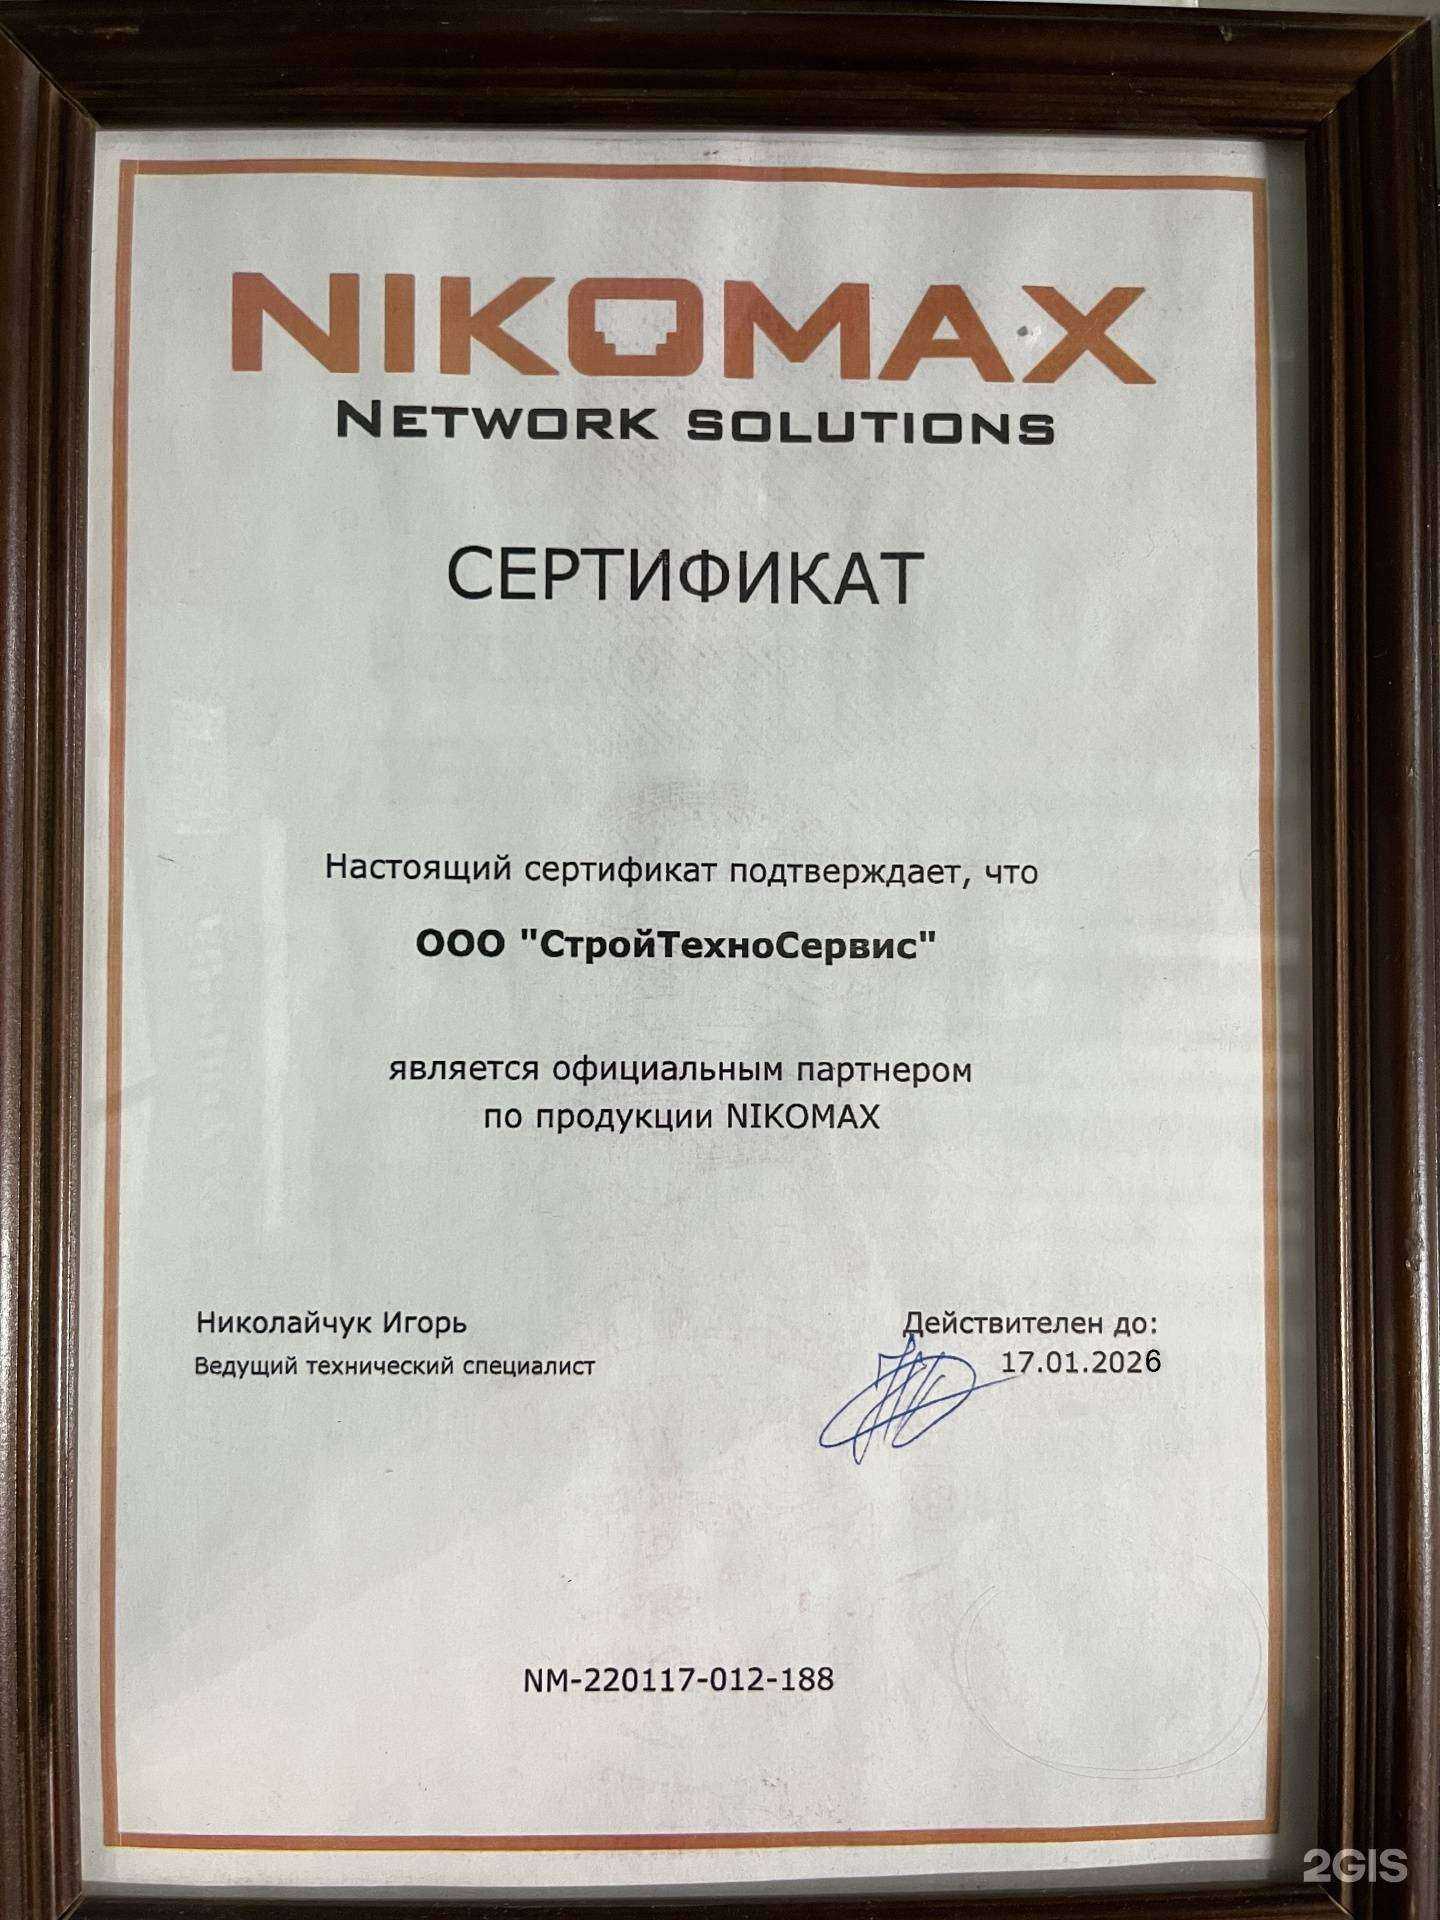 NIKOMAX
NETWORK SOLUTIONS
СЕРТИФИКАТ
Настоящий сертификат подтверждает, что
ООО "СтройТехноСервис"
является официальным партнером
по продукции NIKOMAX
Николайчук Игорь
Ведущий технический специалист
Действителен до:
17.01.2026
NM-220117-012-188
2GIS